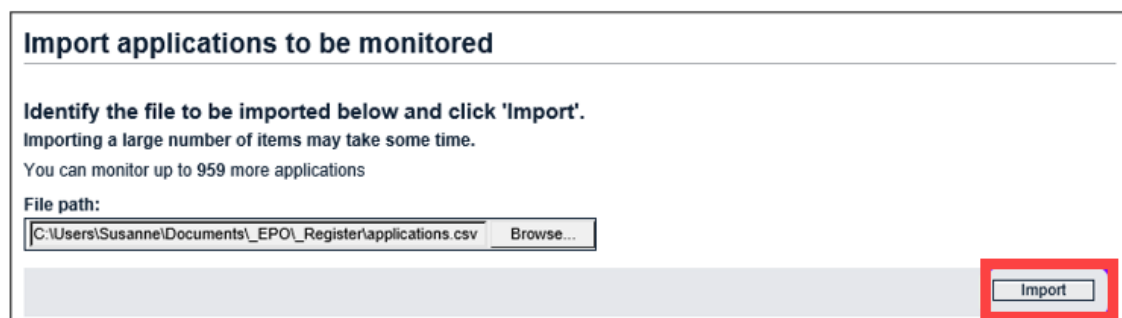 Import applications to be monitored
Identify the file to be imported below and click 'Import'.
Importing a large number of items may take some time.
You can monitor up to 959 more applications
File path:
C:\Users\Susanne\Documents\_EPO\_Register\applications.csv Browse...
Import